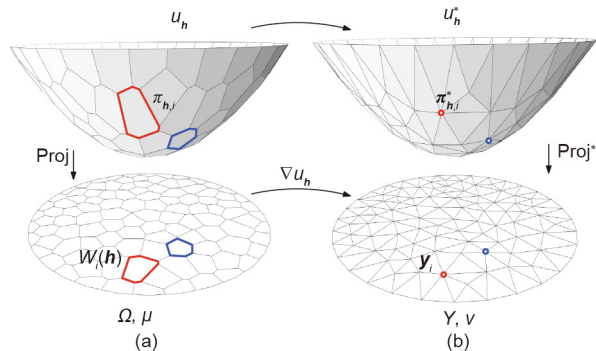 u_h u*_h
π_h,i π*_h,i
Proj Proj*
∇u_h
W_i(h) y_i
Ω, μ Y, ν
(a) (b)